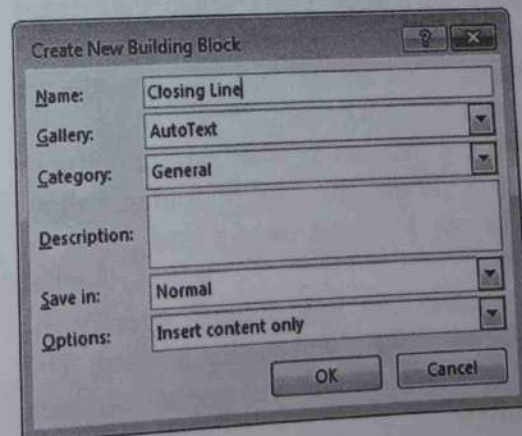 Create New Building Block
Name: Closing Line
Gallery: AutoText
Category: General
Description:
Save in: Normal
Options: Insert content only
OK Cancel